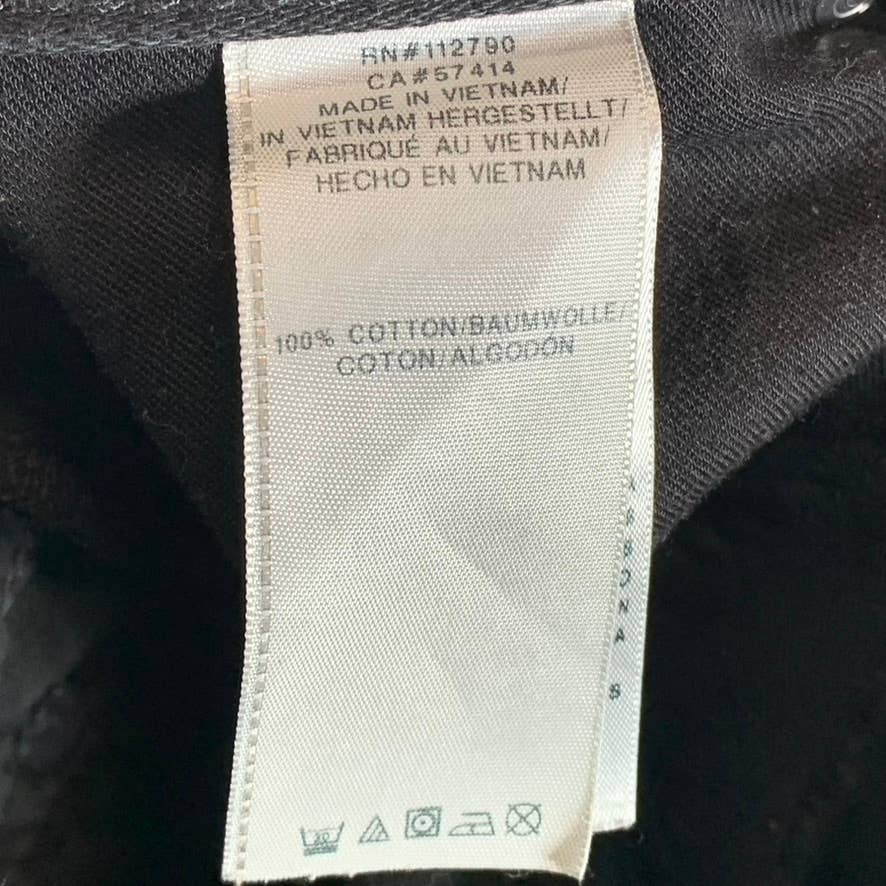 RN#112790
CA#57414
MADE IN VIETNAM/
IN VIETNAM HERGESTELLT/
FABRIQUÉ AU VIETNAM/
HECHO EN VIETNAM
100% COTTON/BAUMWOLLE/
COTON/ALGODÓN